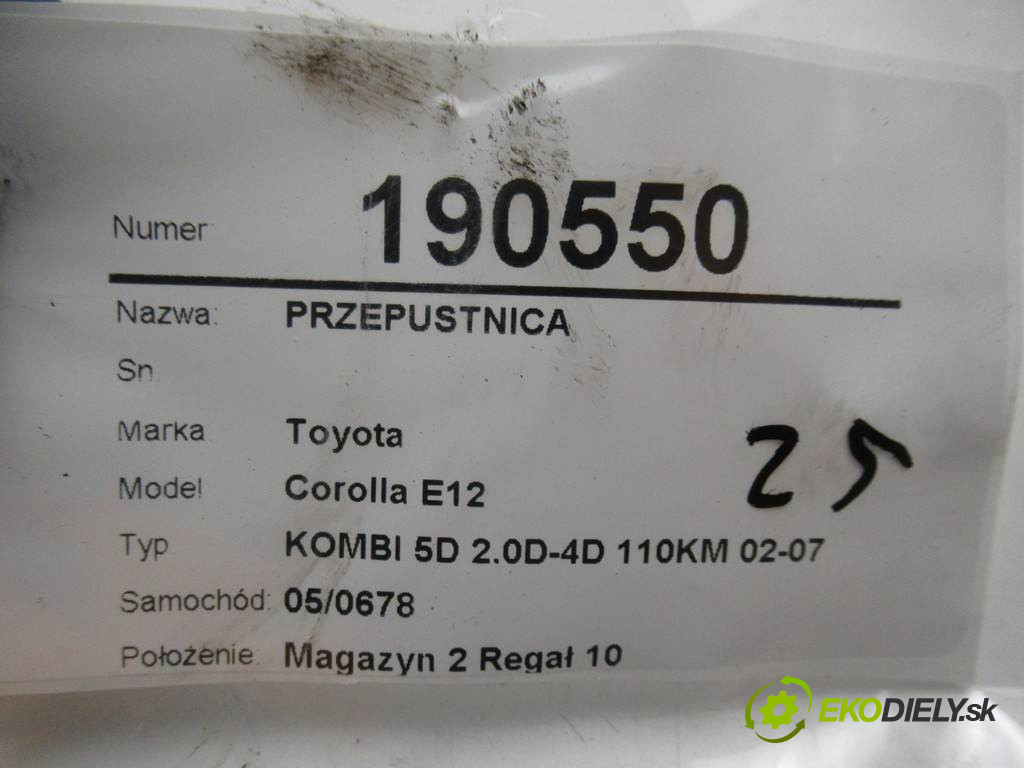 Numer: 190550
Nazwa: PRZEPUSTNICA
Sn
Marka Toyota
25
Model Corolla E12
Typ KOMBI 5D 2.0D-4D 110KM 02-07
Samochód: 05/0678
Położenie: Magazyn 2 Regał 10
EKODIELY.sk